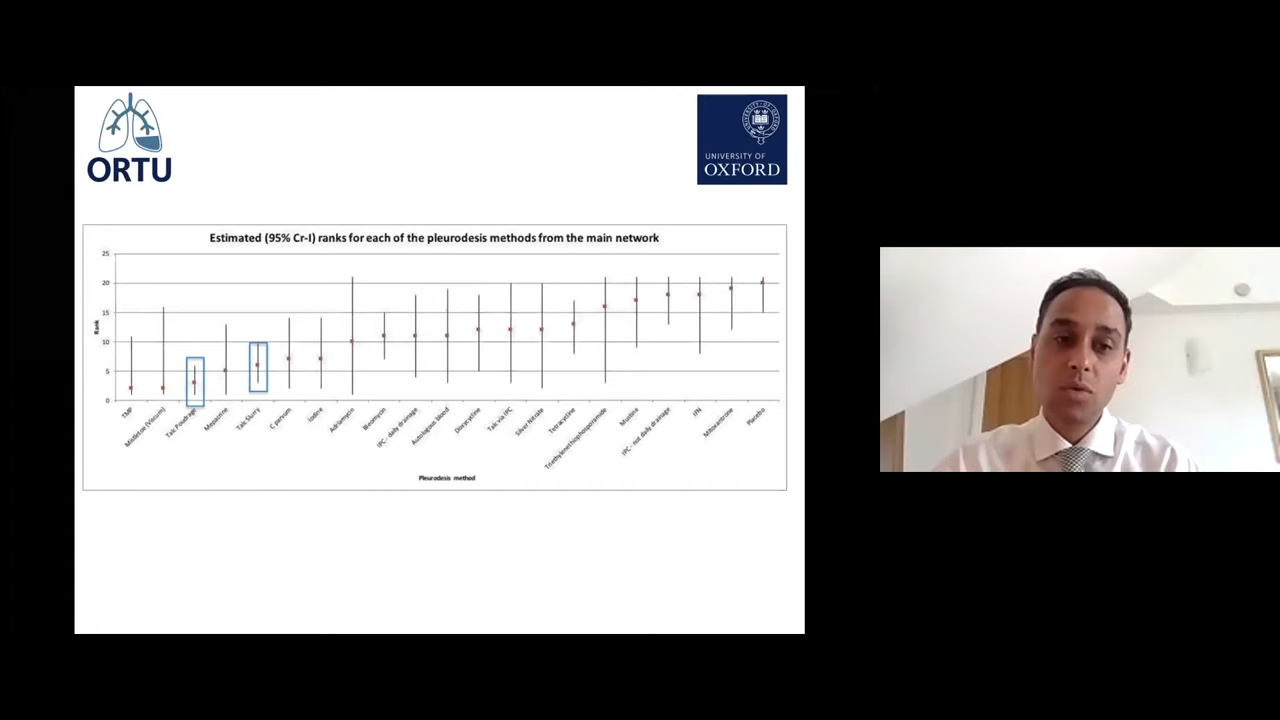 ORTU
UNIVERSITY OF
OXFORD
Estimated (95% Cr-I) ranks for each of the pleurodesis methods from the main network
25
20
15
10
5
0
Rank
TMP
Mistletoe (Viscum)
Talc Poudrage
Mepacrine
Talc Slurry
C parvum
Iodine
Adriamycin
Bleomycin
IPC - daily drainage
Autologous blood
Doxycycline
Talc via IPC
Silver Nitrate
Tetracycline
Triethylenethiophosphoramide
Mustine
IPC - not daily drainage
IFN
Mitoxantrone
Placebo
Pleurodesis method